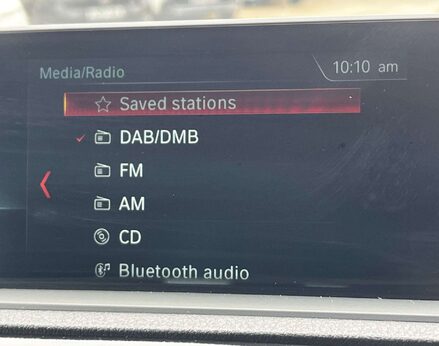 Media/Radio
10:10 am
Saved stations
DAB/DMB
FM
AM
CD
Bluetooth audio